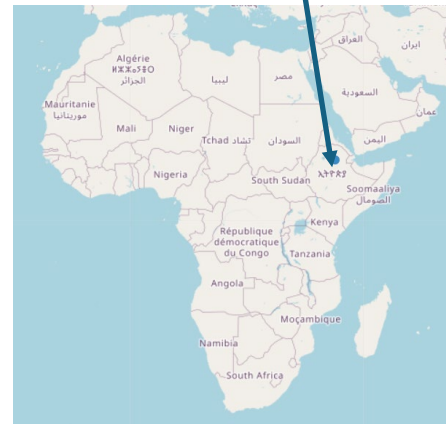 العراق
ایران
Algérie
ⵍⵣⵣⴰⵢⴻⵔ
الجزائر
ليبيا
مصر
السعودية
عمان
Mauritanie
موريتانيا
Mali
Niger
Tchad تشاد
السودان
اليمن
Nigeria
South Sudan
ኢትዮጵያ
Soomaaliya
الصومال
République
démocratique
du Congo
Kenya
Tanzania
Angola
Moçambique
Namibia
South Africa